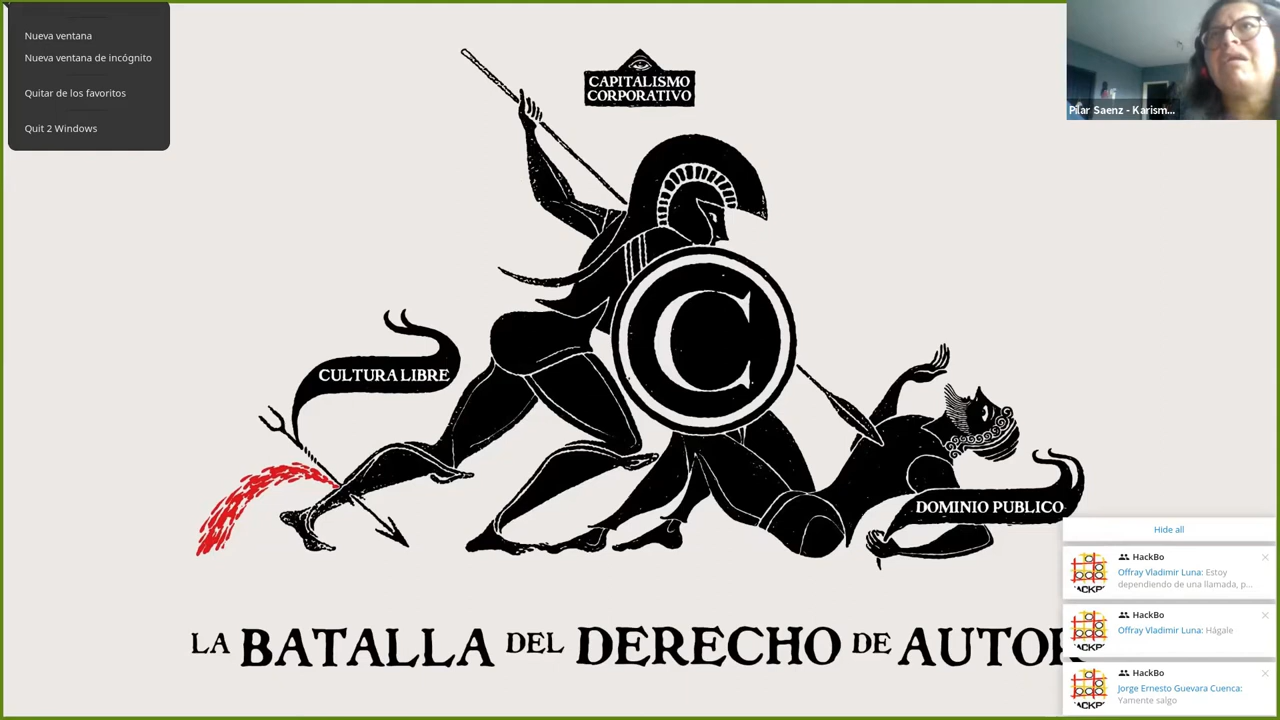 Nueva ventana
Nueva ventana de incógnito
Quitar de los favoritos
Quit 2 Windows
CAPITALISMO
CORPORATIVO
Pilar Saenz - Karism...
C
CULTURA LIBRE
DOMINIO PUBLICO
LA BATALLA DEL DERECHO DE AUTOR
Hide all
HackBo
Offray Vladimir Luna: Estoy
dependiendo de una llamada, p...
HackBo
Offray Vladimir Luna: Hágale
HackBo
Jorge Ernesto Guevara Cuenca:
Yamente salgo